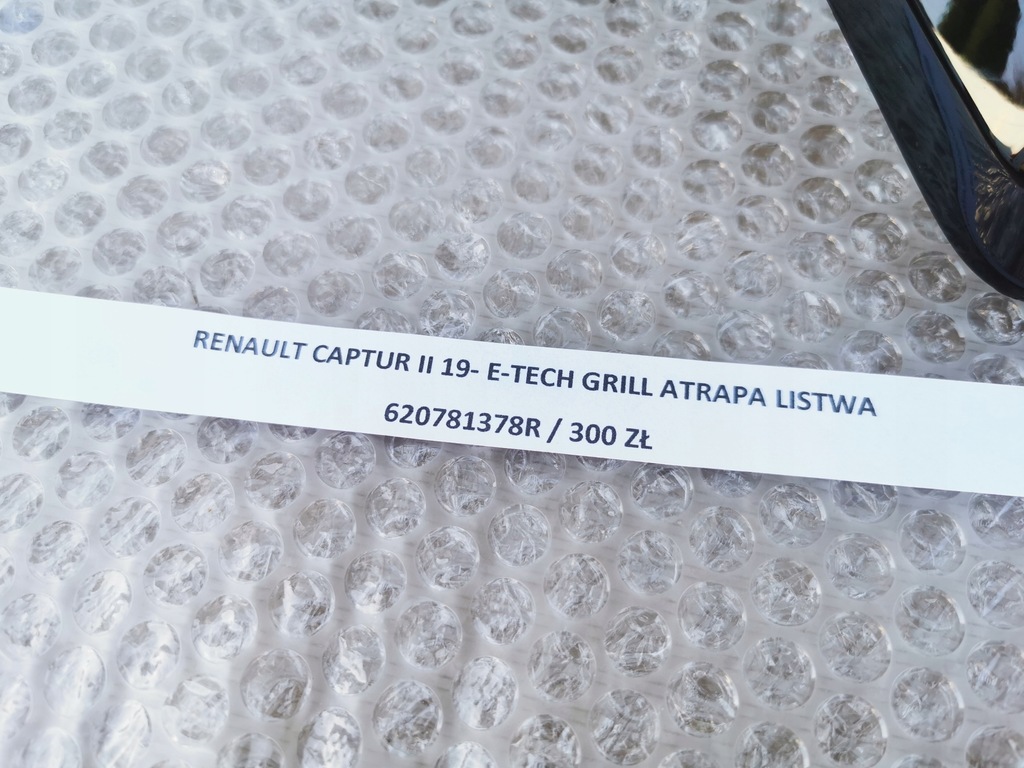 RENAULT CAPTUR II 19- E-TECH GRILL ATRAPA LISTWA
620781378R / 300 ZŁ